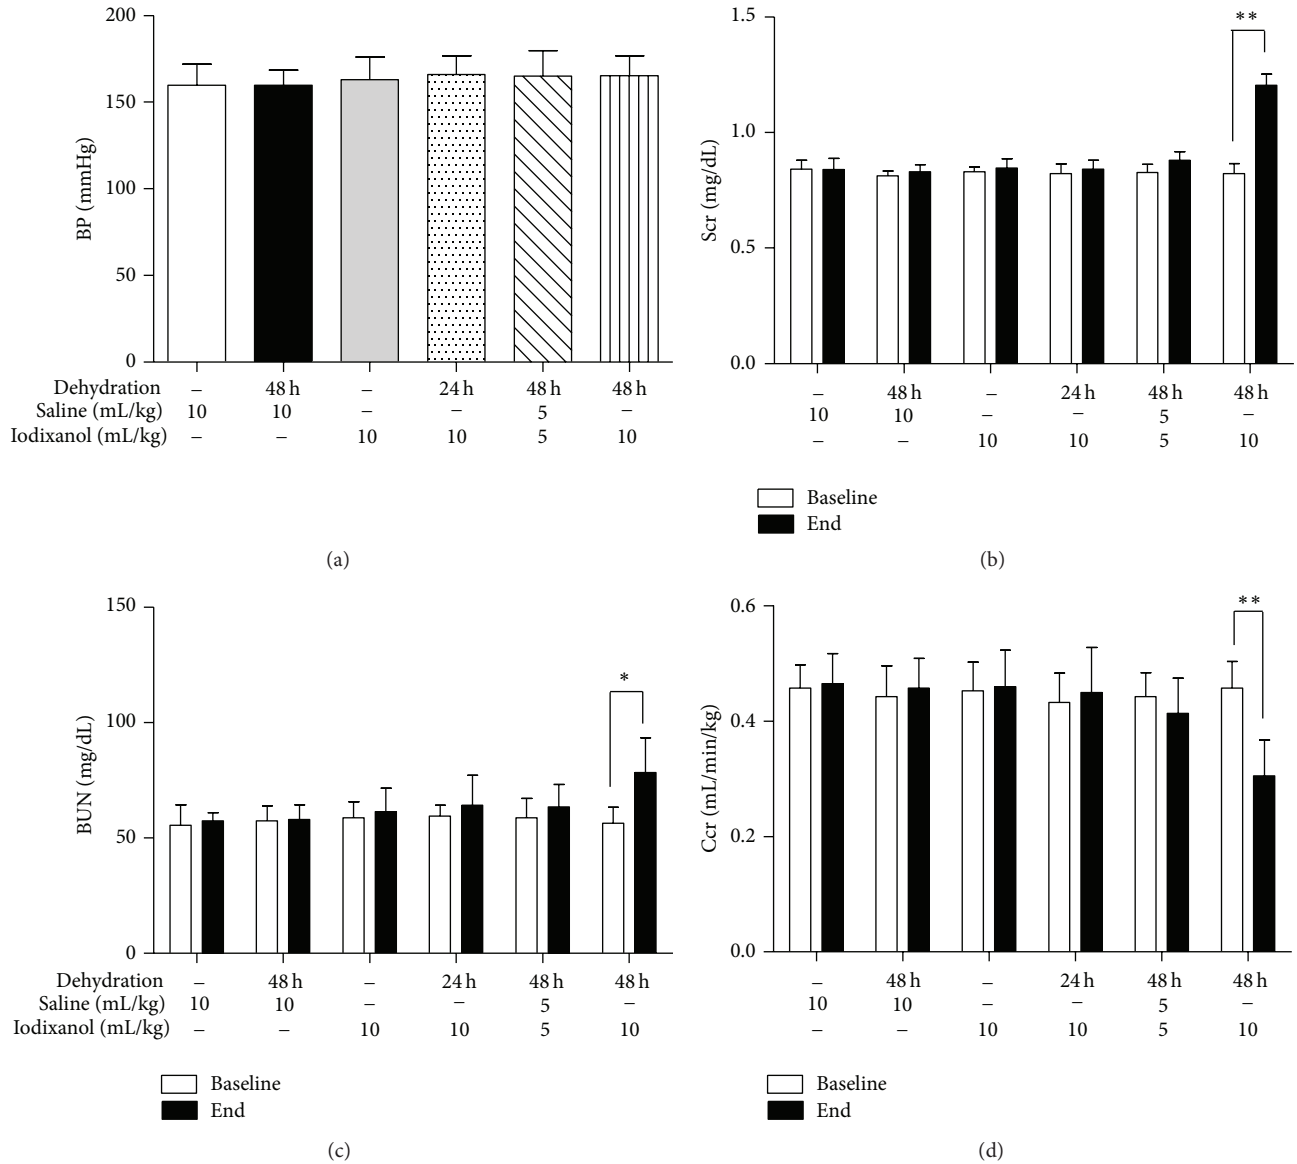 200
150
100
50
0
BP (mmHg)
Dehydration – 48 h – 24 h 48 h 48 h
Saline (mL/kg) 10 10 – – 5 –
Iodixanol (mL/kg) – – 10 10 5 10
(a)
1.5
1.0
0.5
0.0
Scr (mg/dL)
**
– 48 h – 24 h 48 h 48 h
10 10 – – 5 –
– – 10 10 5 10
Baseline
End
(b)
150
100
50
0
BUN (mg/dL)
*
Dehydration – 48 h – 24 h 48 h 48 h
Saline (mL/kg) 10 10 – – 5 –
Iodixanol (mL/kg) – – 10 10 5 10
Baseline
End
(c)
0.6
0.4
0.2
0.0
Ccr (mL/min/kg)
**
– 48 h – 24 h 48 h 48 h
10 10 – – 5 –
– – 10 10 5 10
Baseline
End
(d)